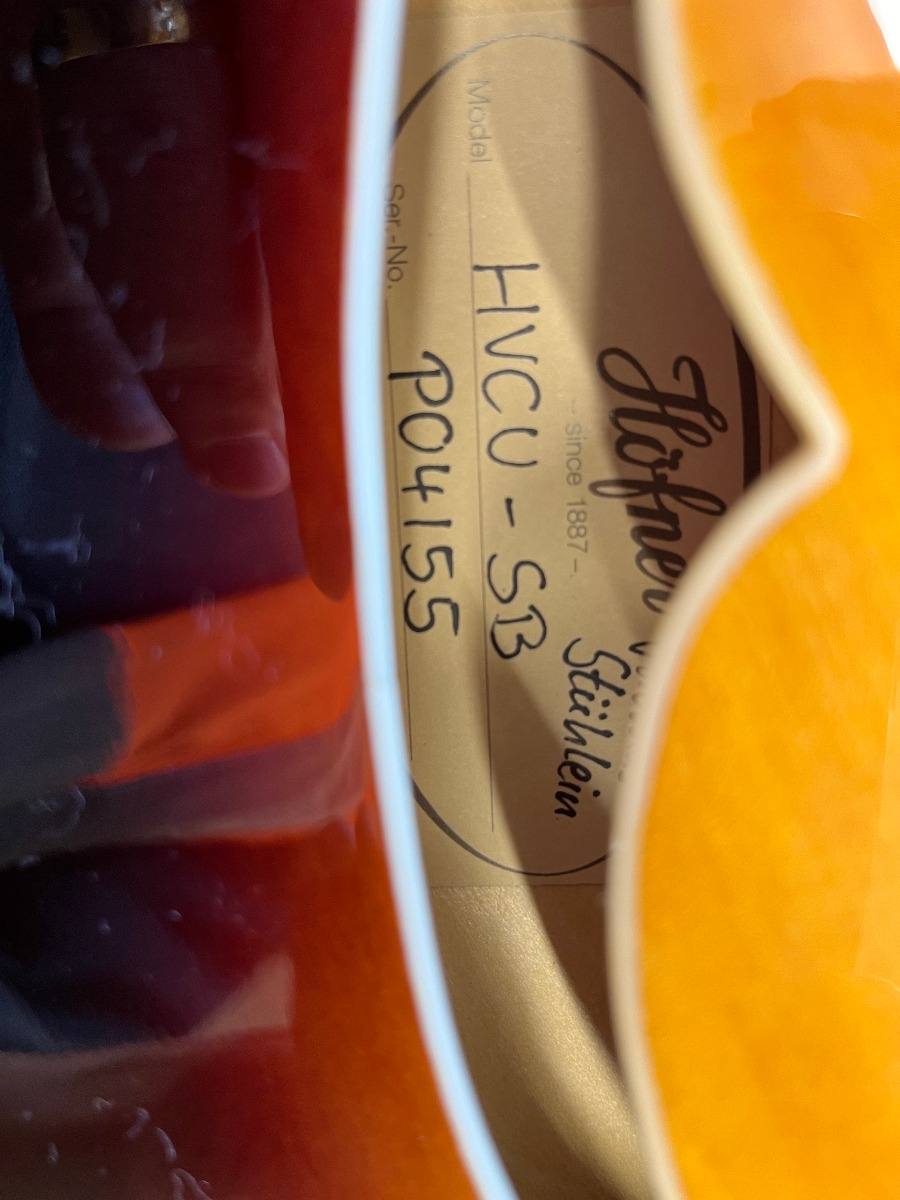 Höfner
Stühlein
- since 1887 -
Model HVCU - SB
Ser.-No. P04155